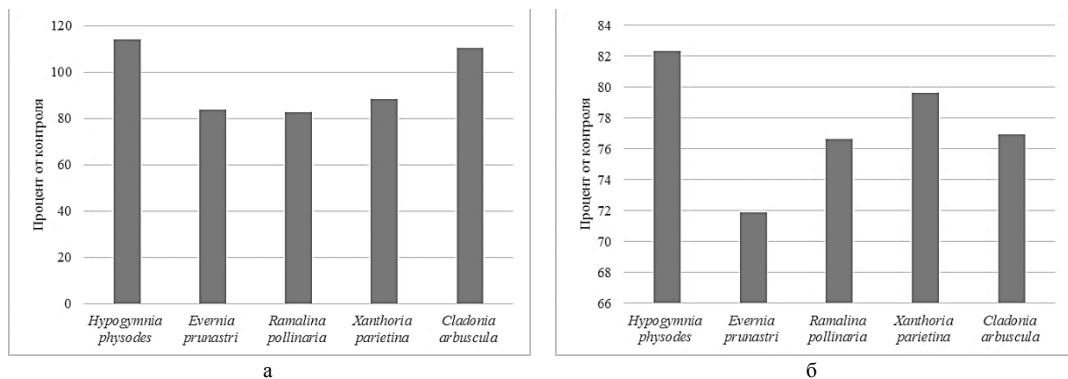 Процент от контроля
120
100
80
60
40
20
0
Hypogymnia physodes
Evernia prunastri
Ramalina pollinaria
Xanthoria parietina
Cladonia arbuscula
а
Процент от контроля
84
82
80
78
76
74
72
70
68
66
Hypogymnia physodes
Evernia prunastri
Ramalina pollinaria
Xanthoria parietina
Cladonia arbuscula
б